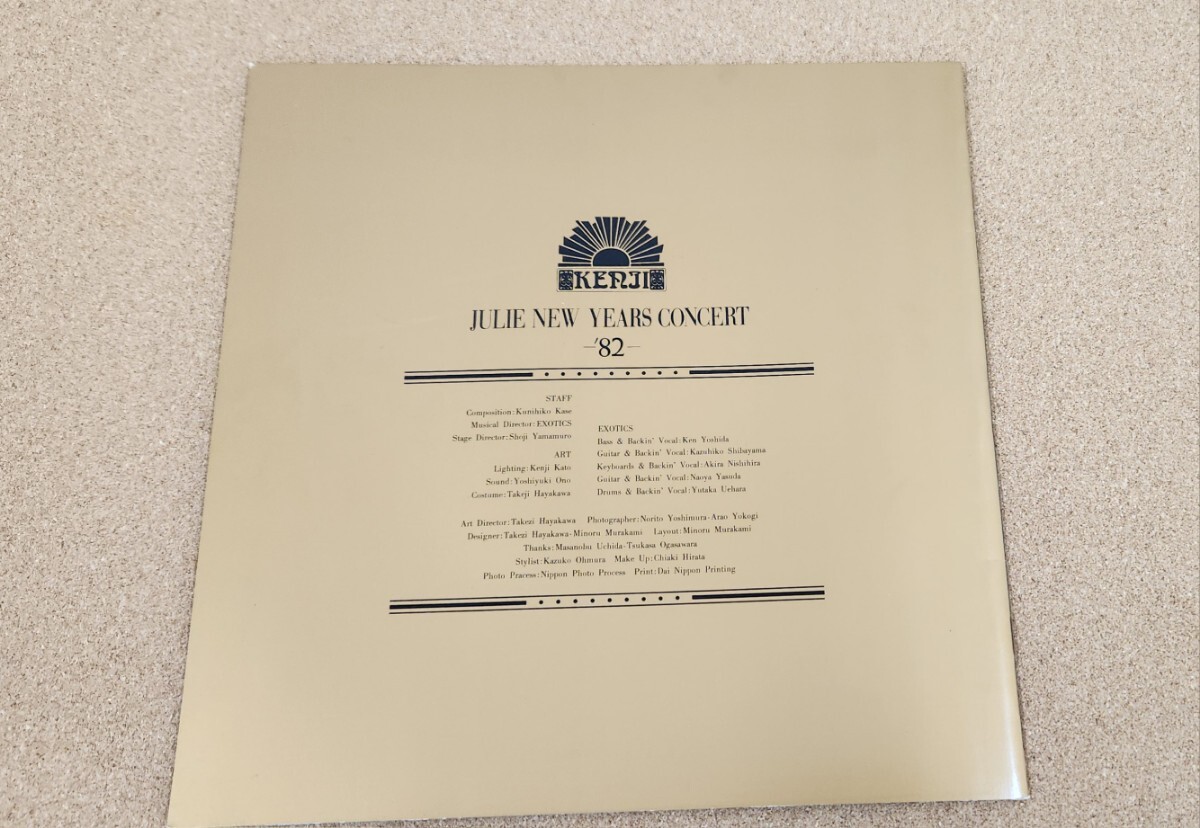 KENJI
JULIE NEW YEARS CONCERT
-'82-
STAFF
Composition:Kunihiko Kase
Musical Director:EXOTICS
Stage Director:Shoji Yamamuro
ART
Lighting:Kenji Kato
Sound:Yoshiyuki Ono
Costume:Takeji Hayakawa
EXOTICS
Bass & Backin' Vocal:Ken Yoshida
Guitar & Backin' Vocal:Kazuhiko Shibayama
Keyboards & Backin' Vocal:Akira Nishihira
Guitar & Backin' Vocal:Naoya Yasuda
Drums & Backin' Vocal:Yutaka Uehara
Art Director:Takezi Hayakawa Photographer:Norito Yoshimura-Arao Yokogi
Designer:Takezi Hayakawa-Minoru Murakami Layout:Minoru Murakami
Thanks:Masanobu Uchida-Tsukasa Ogasawara
Stylist:Kazuko Ohmura Make Up:Chiaki Hirata
Photo Pracess:Nippon Photo Process Print:Dai Nippon Printing